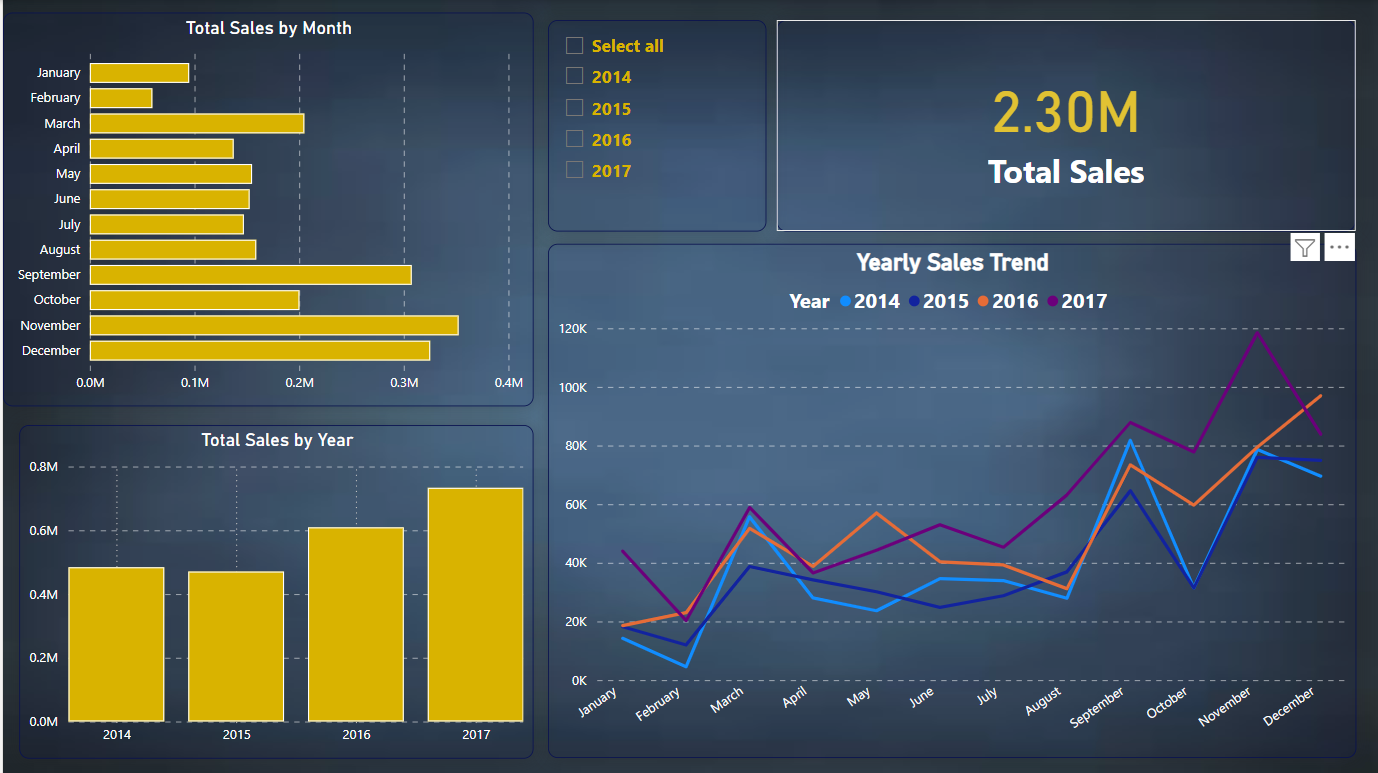 Total Sales by Month
January
February
March
April
May
June
July
August
September
October
November
December
0.0M 0.1M 0.2M 0.3M 0.4M
Select all
2014
2015
2016
2017
2.30M
Total Sales
Total Sales by Year
0.8M
0.6M
0.4M
0.2M
0.0M
2014 2015 2016 2017
Yearly Sales Trend
Year 2014 2015 2016 2017
120K
100K
80K
60K
40K
20K
0K
January February March April May June July August September October November December